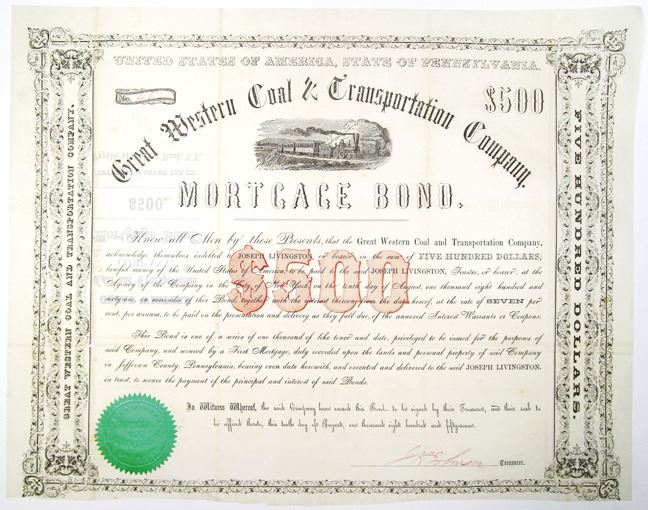 UNITED STATES OF AMERICA, STATE OF PENNSYLVANIA.
No.
$500
Great Western Coal & Transportation Company.
MORTGAGE BOND.
Know all Men by these Presents, that the Great Western Coal and Transportation Company,
acknowledge themselves indebted to JOSEPH LIVINGSTON, or bearer in the sum of FIVE HUNDRED DOLLARS;
lawful money of the United States of America, to be paid to the said JOSEPH LIVINGSTON, Trustee, or bearer, at the
Agency of the Company in the City of New-York on the tenth day of August, one thousand eight hundred and
sixty-six, on surrender of this Bond, together with the interest thereon from the date hereof, at the rate of SEVEN per
cent. per annum, to be paid on the presentation and delivery as they fall due, of the annexed Interest Warrants or Coupons.
$500
This Bond is one of a series of one thousand of like tenor and date, privileged to be issued for the purposes of
said Company, and secured by a First Mortgage, duly recorded upon the lands and personal property of said Company
in Jefferson County, Pennsylvania, bearing even date herewith, and executed and delivered to the said JOSEPH LIVINGSTON,
in trust, to secure the payment of the principal and interest of said Bonds.
In Witness Whereof, the said Company have caused this Bond to be signed by their Treasurer, and their seal to
be affixed thereto, this tenth day of August, one thousand eight hundred and fifty-seven.
Treasurer.
GREAT WESTERN COAL AND TRANSPORTATION COMPANY.
FIVE HUNDRED DOLLARS.